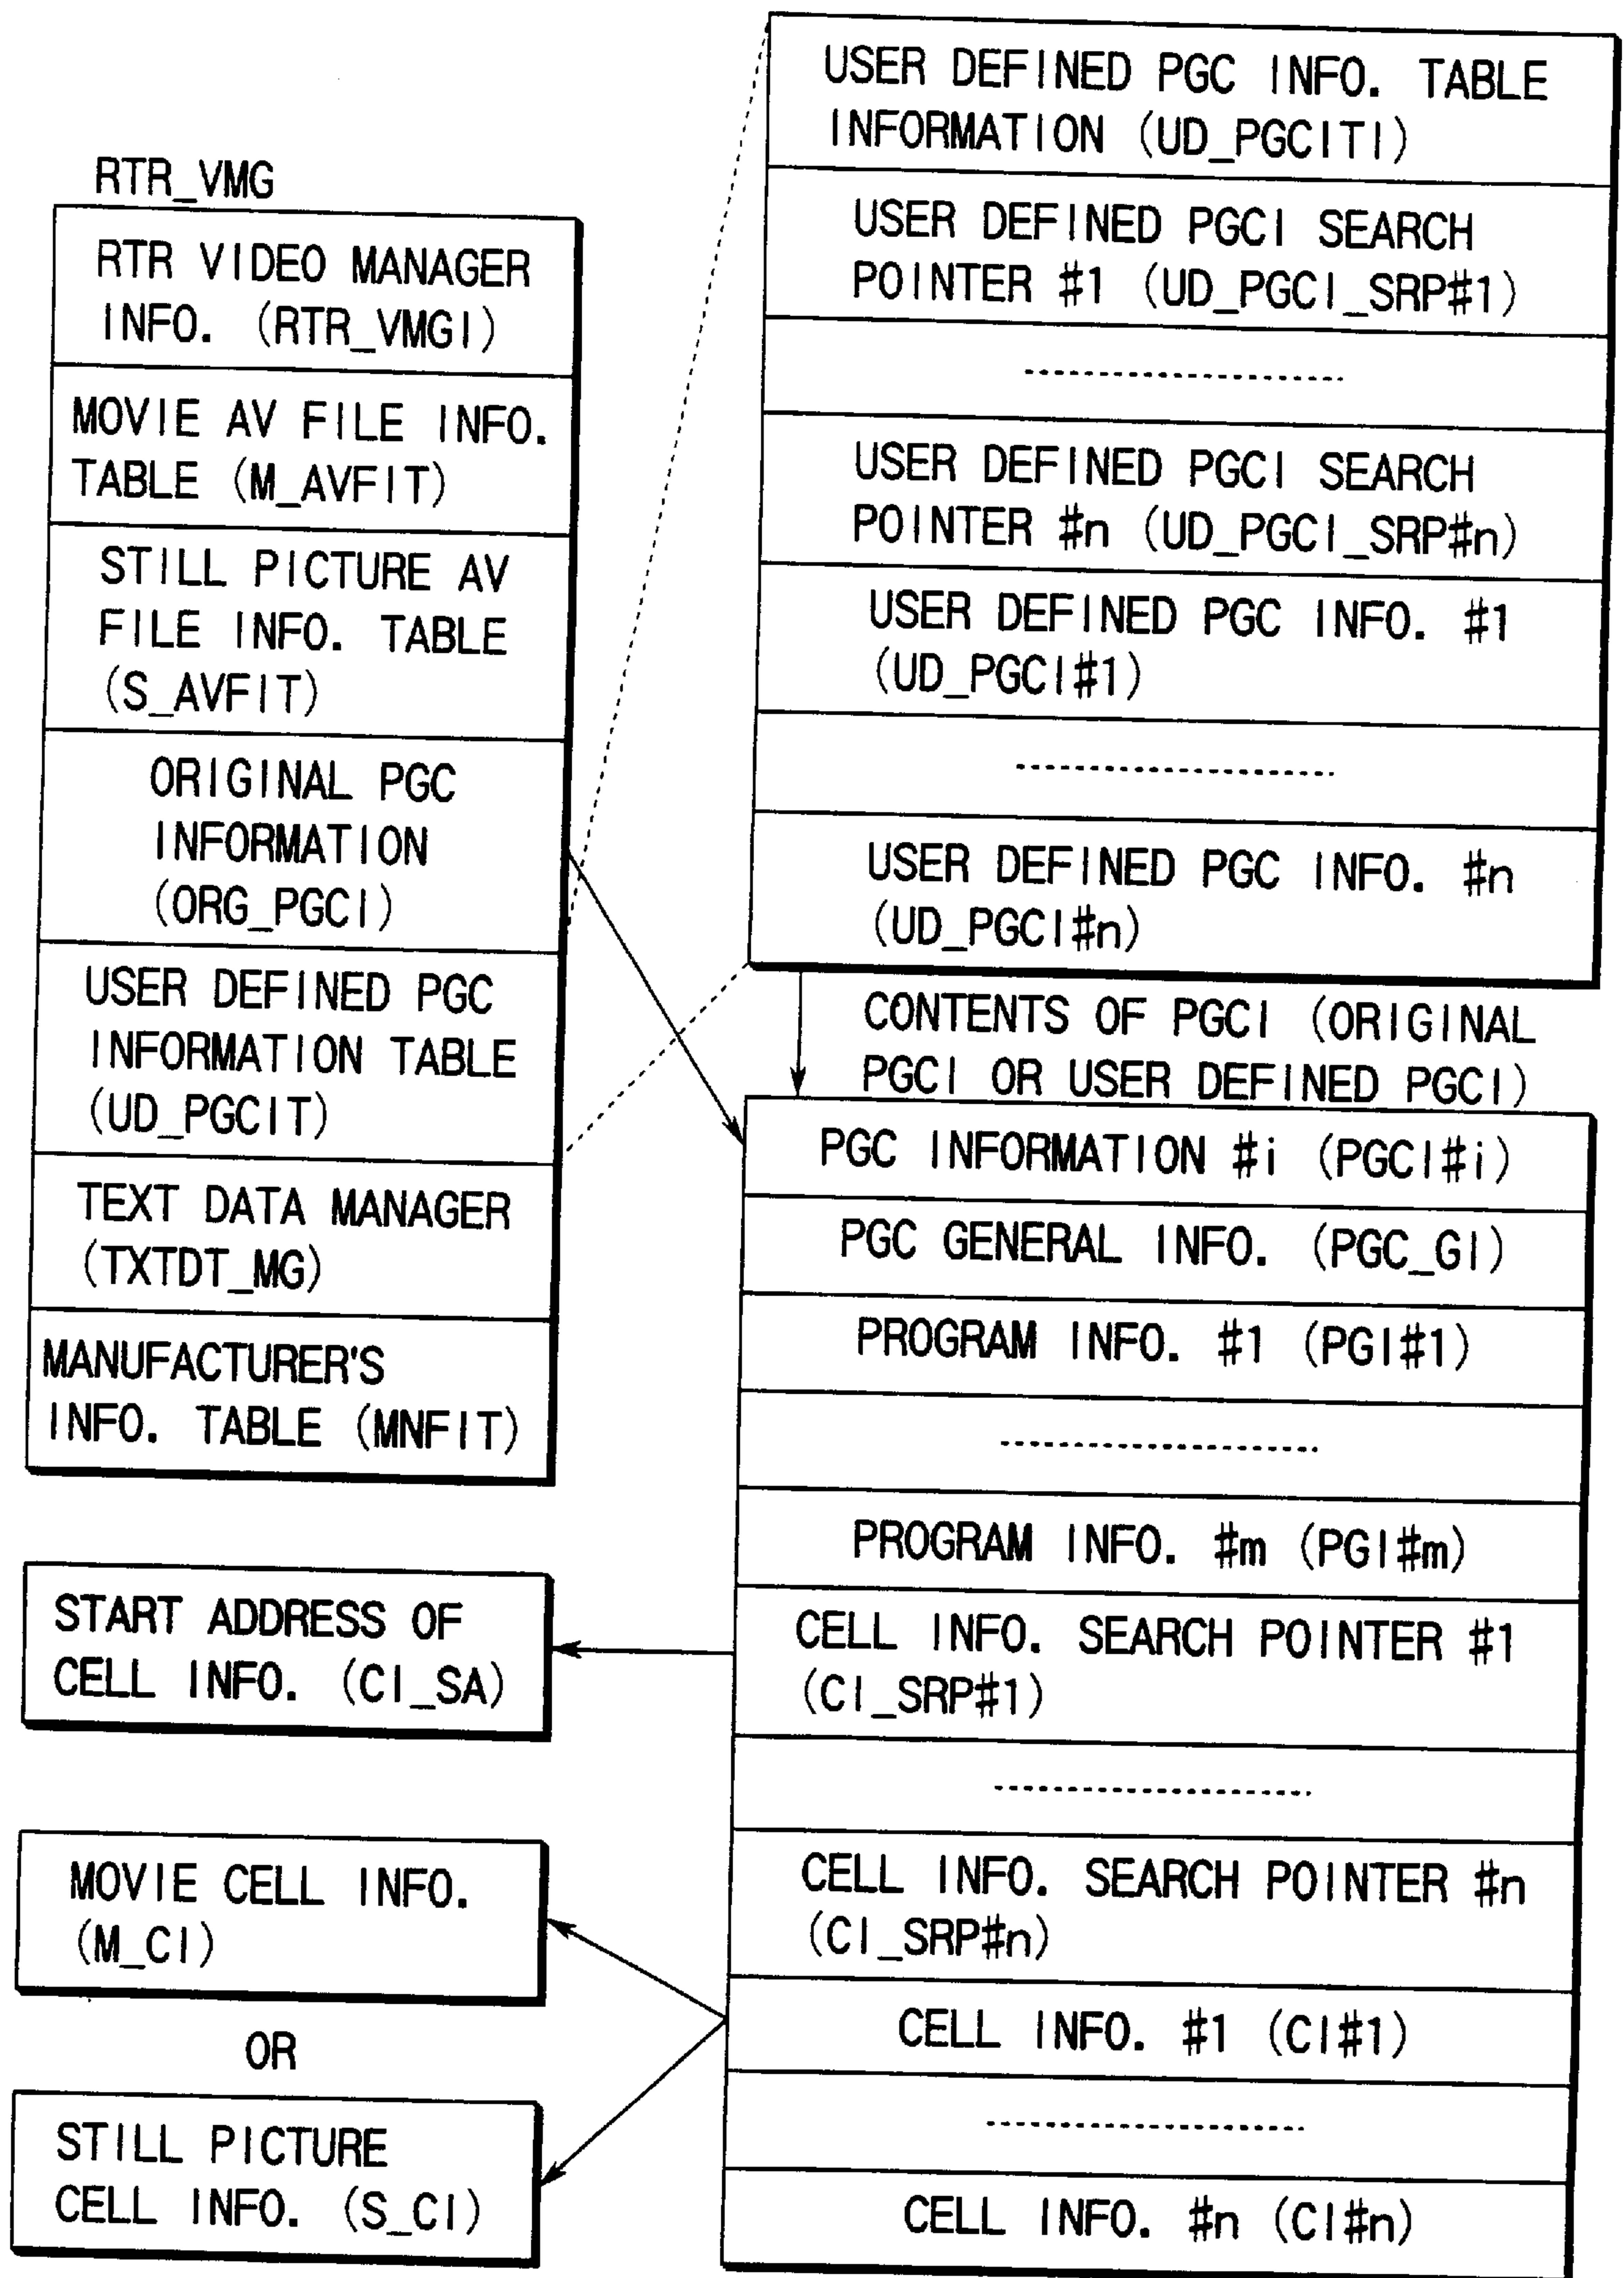 RTR_VMG
RTR VIDEO MANAGER
INFO. (RTR_VMGI)
MOVIE AV FILE INFO.
TABLE (M_AVFIT)
STILL PICTURE AV
FILE INFO. TABLE
(S_AVFIT)
ORIGINAL PGC
INFORMATION
(ORG_PGCI)
USER DEFINED PGC
INFORMATION TABLE
(UD_PGCIT)
TEXT DATA MANAGER
(TXTDT_MG)
MANUFACTURER'S
INFO. TABLE (MNFIT)
USER DEFINED PGC INFO. TABLE
INFORMATION (UD_PGCITI)
USER DEFINED PGCI SEARCH
POINTER #1 (UD_PGCI_SRP#1)
USER DEFINED PGCI SEARCH
POINTER #n (UD_PGCI_SRP#n)
USER DEFINED PGC INFO. #1
(UD_PGCI#1)
USER DEFINED PGC INFO. #n
(UD_PGCI#n)
CONTENTS OF PGCI (ORIGINAL
PGCI OR USER DEFINED PGCI)
PGC INFORMATION #i (PGCI#i)
PGC GENERAL INFO. (PGC_GI)
PROGRAM INFO. #1 (PGI#1)
PROGRAM INFO. #m (PGI#m)
CELL INFO. SEARCH POINTER #1
(CI_SRP#1)
CELL INFO. SEARCH POINTER #n
(CI_SRP#n)
CELL INFO. #1 (CI#1)
CELL INFO. #n (CI#n)
START ADDRESS OF
CELL INFO. (CI_SA)
MOVIE CELL INFO.
(M_CI)
OR
STILL PICTURE
CELL INFO. (S_CI)